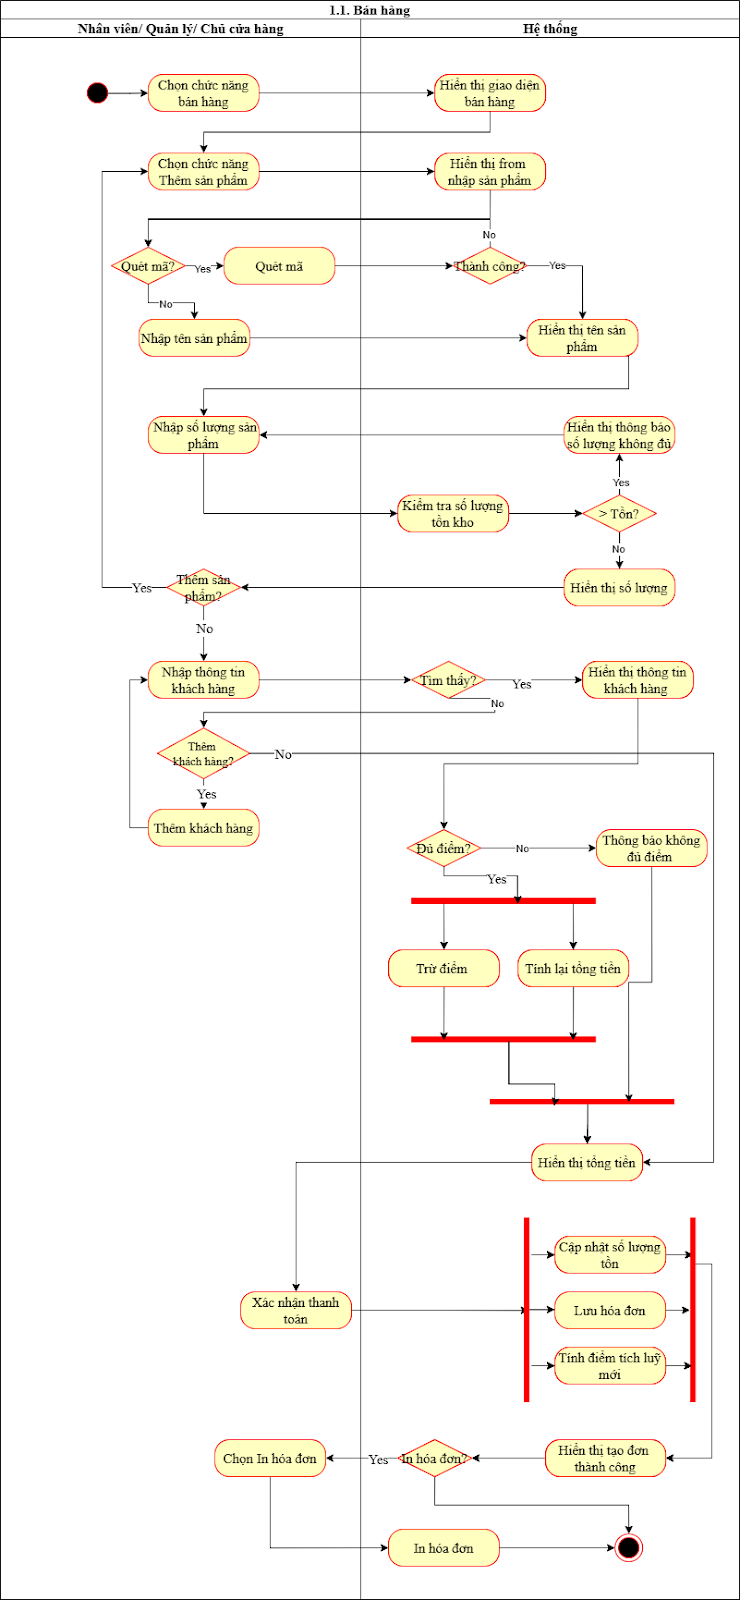 1.1. Bán hàng
Nhân viên/ Quản lý/ Chủ cửa hàng
Hệ thống
Chọn chức năng
bán hàng
Hiển thị giao diện
bán hàng
Chọn chức năng
Thêm sản phẩm
Hiển thị from
nhập sản phẩm
No
Quét mã?
Yes
Quét mã
Thành công?
Yes
No
Nhập tên sản phẩm
Hiển thị tên sản
phẩm
Nhập số lượng sản
phẩm
Hiển thị thông báo
số lượng không đủ
Yes
Kiểm tra số lượng
tồn kho
> Tồn?
No
Yes
Thêm sản
phẩm?
Hiển thị số lượng
No
Nhập thông tin
khách hàng
Tìm thấy?
Yes
Hiển thị thông tin
khách hàng
No
Thêm
khách hàng?
No
Yes
Thêm khách hàng
Đủ điểm?
No
Thông báo không
đủ điểm
Yes
Trừ điểm
Tính lại tổng tiền
Hiển thị tổng tiền
Cập nhật số lượng
tồn
Xác nhận thanh
toán
Lưu hóa đơn
Tính điểm tích luỹ
mới
Chọn In hóa đơn
Yes
In hóa đơn?
Hiển thị tạo đơn
thành công
In hóa đơn